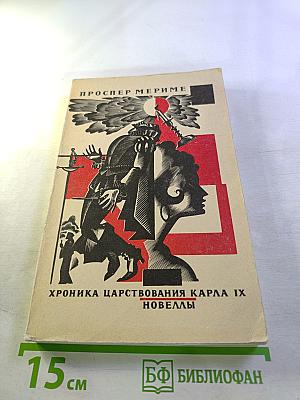 ПРОСПЕР МЕРИМЕ
ХРОНИКА ЦАРСТВОВАНИЯ КАРЛА IX
НОВЕЛЛЫ
15 см
БФ БИБЛИОФАН